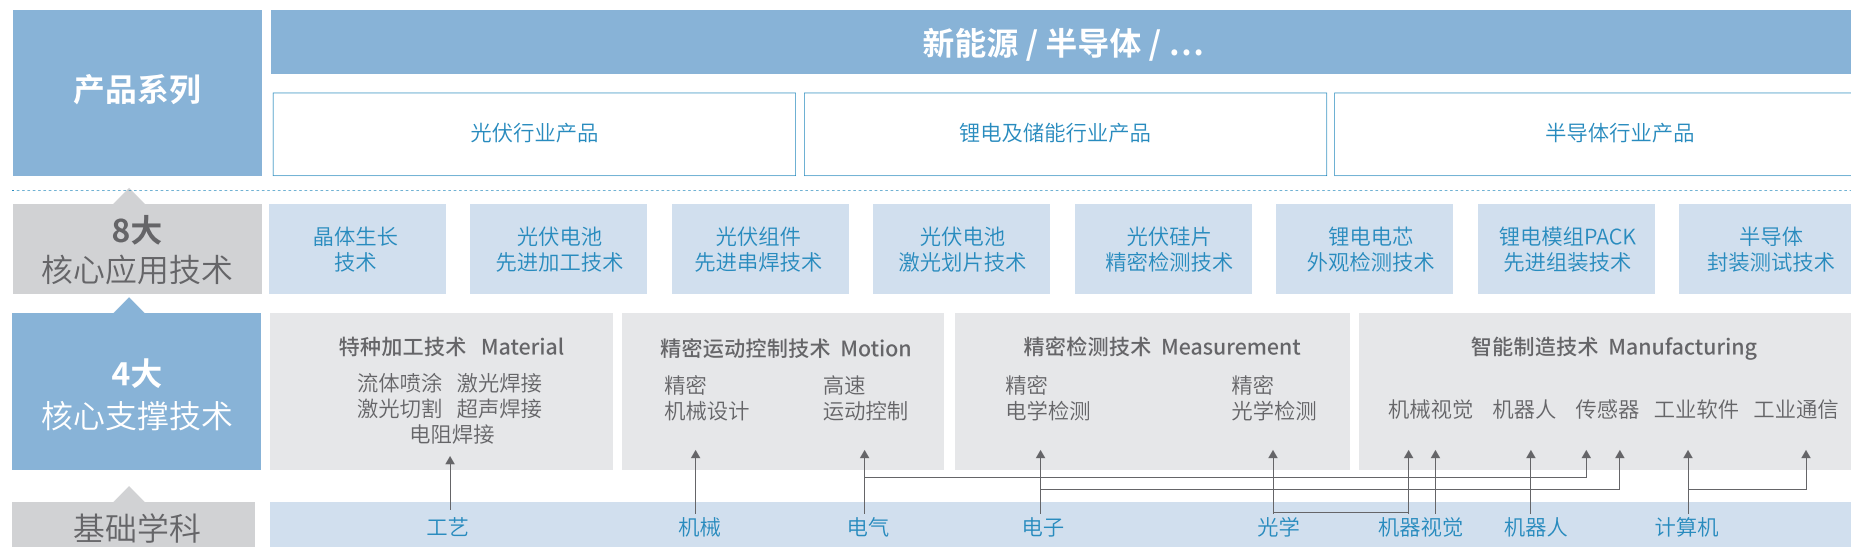 产品系列
新能源 / 半导体 / …
光伏行业产品
锂电及储能行业产品
半导体行业产品
8大
核心应用技术
晶体生长
技术
光伏电池
先进加工技术
光伏组件
先进串焊技术
光伏电池
激光划片技术
光伏硅片
精密检测技术
锂电电芯
外观检测技术
锂电模组PACK
先进组装技术
半导体
封装测试技术
4大
核心支撑技术
特种加工技术 Material
流体喷涂 激光焊接
激光切割 超声焊接
电阻焊接
精密运动控制技术 Motion
精密
机械设计
高速
运动控制
精密检测技术 Measurement
精密
电学检测
精密
光学检测
智能制造技术 Manufacturing
机械视觉 机器人 传感器 工业软件 工业通信
基础学科
工艺
机械
电气
电子
光学
机器视觉
机器人
计算机